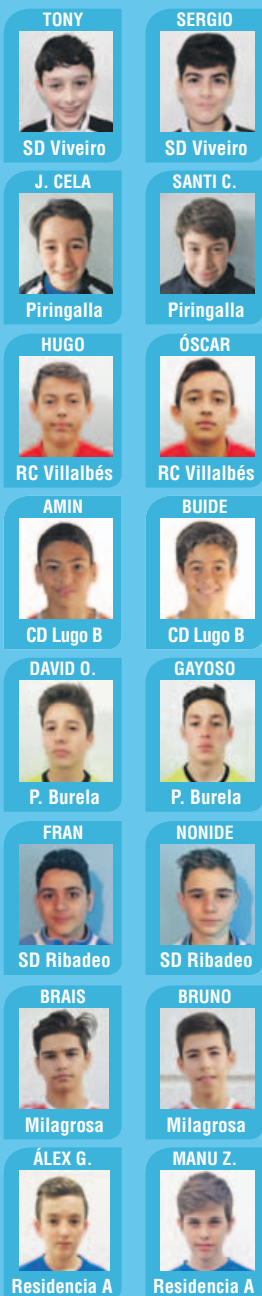 TONY
SERGIO
SD Viveiro
SD Viveiro
J. CELA
SANTI C.
Piringalla
Piringalla
HUGO
ÓSCAR
RC Villalbés
RC Villalbés
AMIN
BUIDE
CD Lugo B
CD Lugo B
DAVID O.
GAYOSO
P. Burela
P. Burela
FRAN
NONIDE
SD Ribadeo
SD Ribadeo
BRAIS
BRUNO
Milagrosa
Milagrosa
ÁLEX G.
MANU Z.
Residencia A
Residencia A